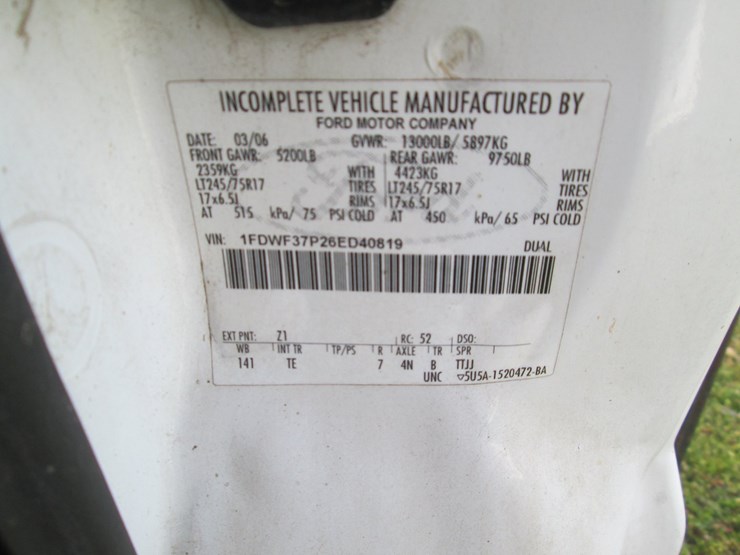 INCOMPLETE VEHICLE MANUFACTURED BY
FORD MOTOR COMPANY
DATE: 03/06 GVWR: 13000LB/ 5897KG
FRONT GAWR: 5200LB REAR GAWR: 9750LB
2359KG WITH 4423KG WITH
LT245/75R17 TIRES LT245/75R17 TIRES
17x6.5J RIMS 17x6.5J RIMS
AT 515 kPa/ 75 PSI COLD AT 450 kPa/ 65 PSI COLD
VIN: 1FDWF37P26ED40819 DUAL
EXT PNT: Z1 RC: 52 DSO:
WB INT TR TP/PS R AXLE TR SPR
141 TE 7 4N B TTJJ
UNC ▽5U5A-1520472-BA